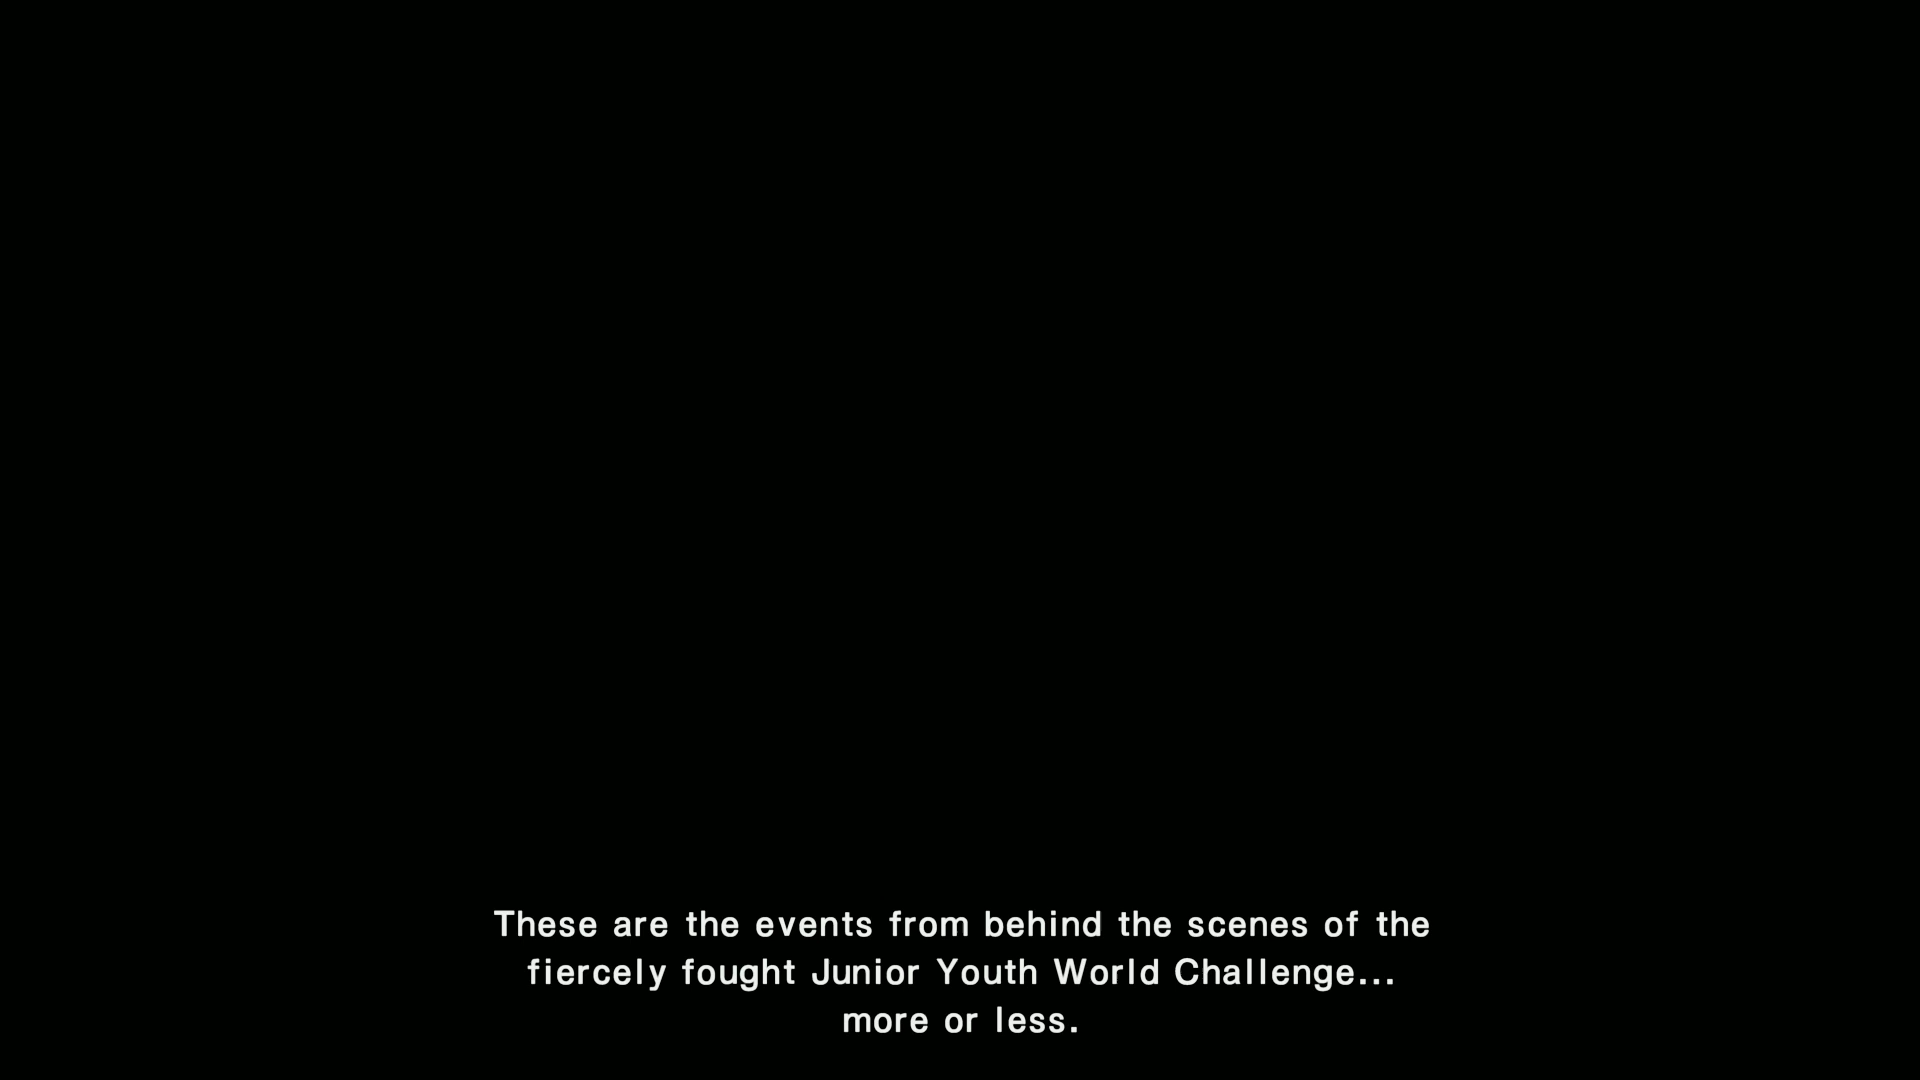 These are the events from behind the scenes of the
fiercely fought Junior Youth World Challenge...
more or less.